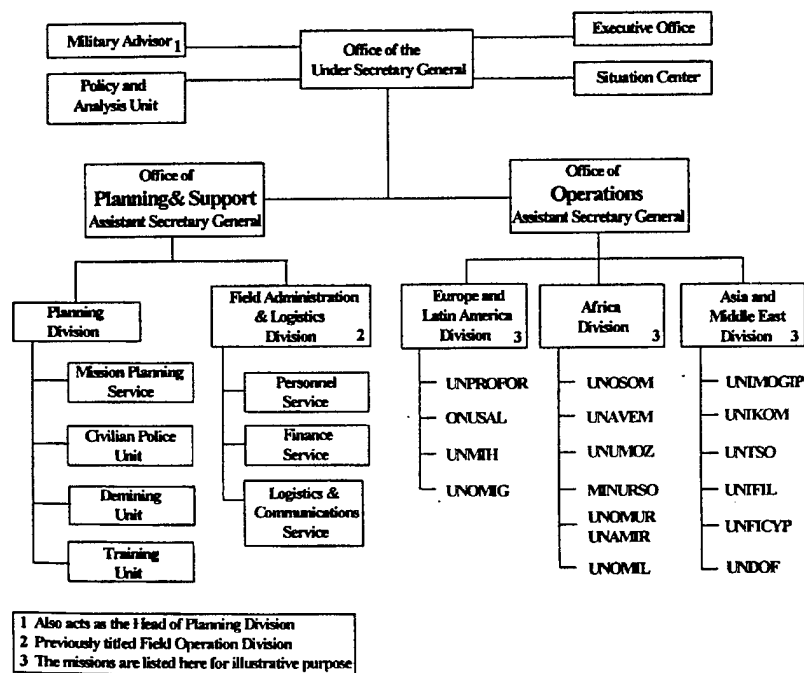 Military Advisor 1
Policy and
Analysis Unit
Office of the
Under Secretary General
Executive Office
Situation Center
Office of
Planning& Support
Assistant Secretary General
Office of
Operations
Assistant Secretary General
Planning
Division
Mission Planning
Service
Civilian Police
Unit
Demining
Unit
Training
Unit
Field Administration
& Logistics
Division 2
Personnel
Service
Finance
Service
Logistics &
Communications
Service
Europe and
Latin America
Division 3
UNPROFOR
ONUSAL
UNMIH
UNOMIG
Africa
Division 3
UNOSOM
UNAVEM
UNUMOZ
MINURSO
UNOMUR
UNAMIR
UNOMIL
Asia and
Middle East
Division 3
UNIMOGIP
UNIKOM
UNTSO
UNTFIL
UNFICYP
UNDOF
1 Also acts as the Head of Planning Division
2 Previously titled Field Operation Division
3 The missions are listed here for illustrative purpose